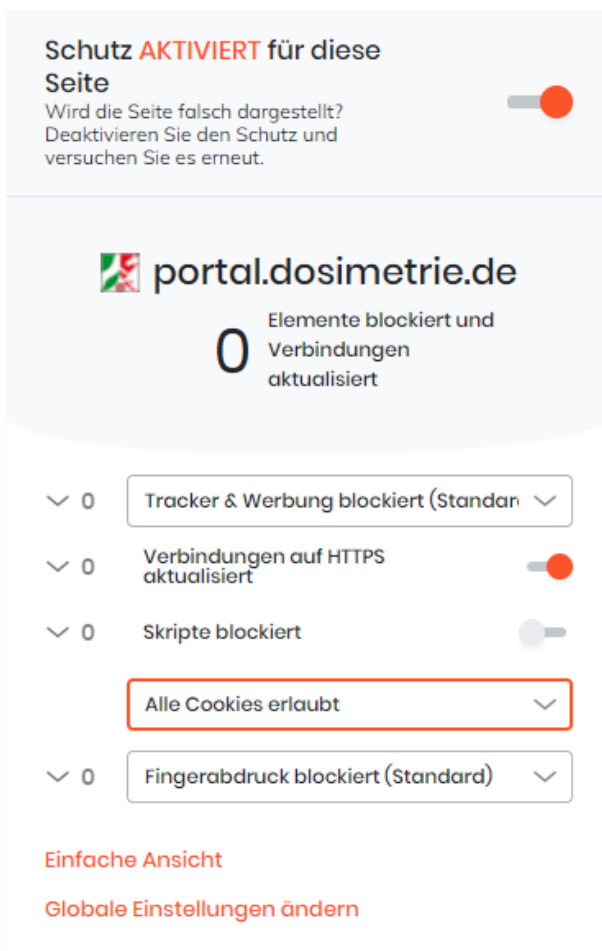 Schutz AKTIVIERT für diese
Seite
Wird die Seite falsch dargestellt?
Deaktivieren Sie den Schutz und
versuchen Sie es erneut.
portal.dosimetrie.de
0
Elemente blockiert und
Verbindungen
aktualisiert
0 Tracker & Werbung blockiert (Standar
0 Verbindungen auf HTTPS
aktualisiert
0 Skripte blockiert
Alle Cookies erlaubt
0 Fingerabdruck blockiert (Standard)
Einfache Ansicht
Globale Einstellungen ändern